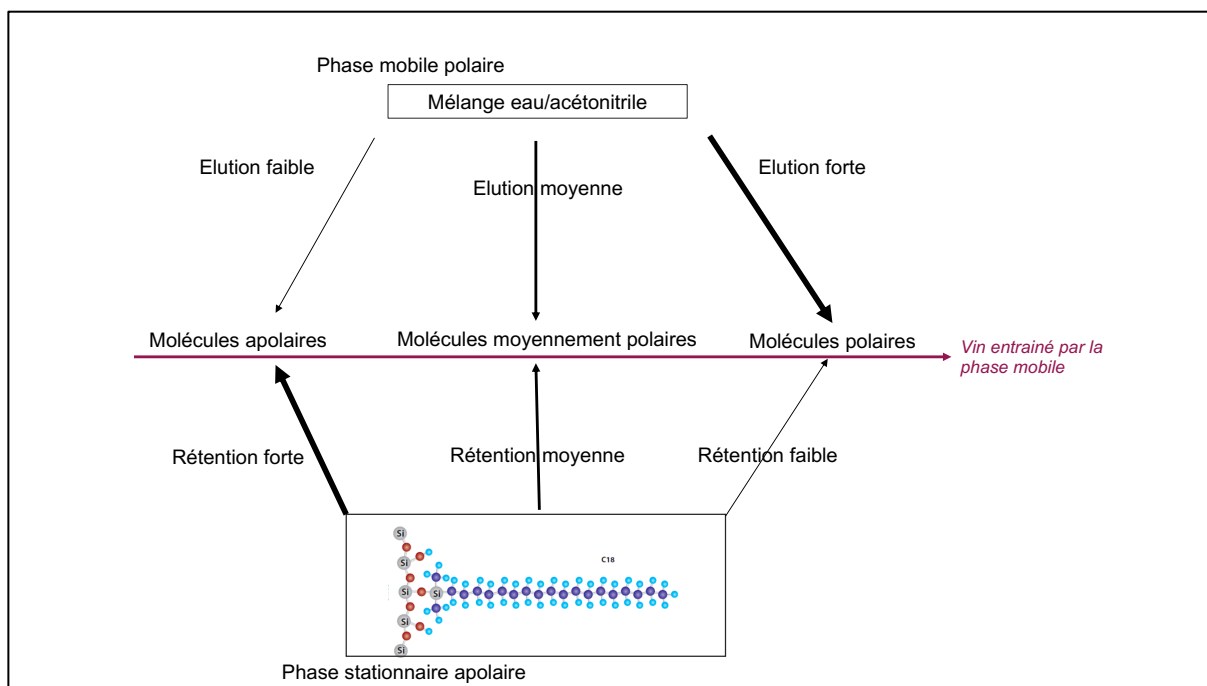 Phase mobile polaire
Mélange eau/acétonitrile
Elution faible
Elution moyenne
Elution forte
Molécules apolaires
Molécules moyennement polaires
Molécules polaires
Vin entrainé par la
phase mobile
Rétention forte
Rétention moyenne
Rétention faible
Si
C18
Si
Si
Si
Si
Si
Phase stationnaire apolaire